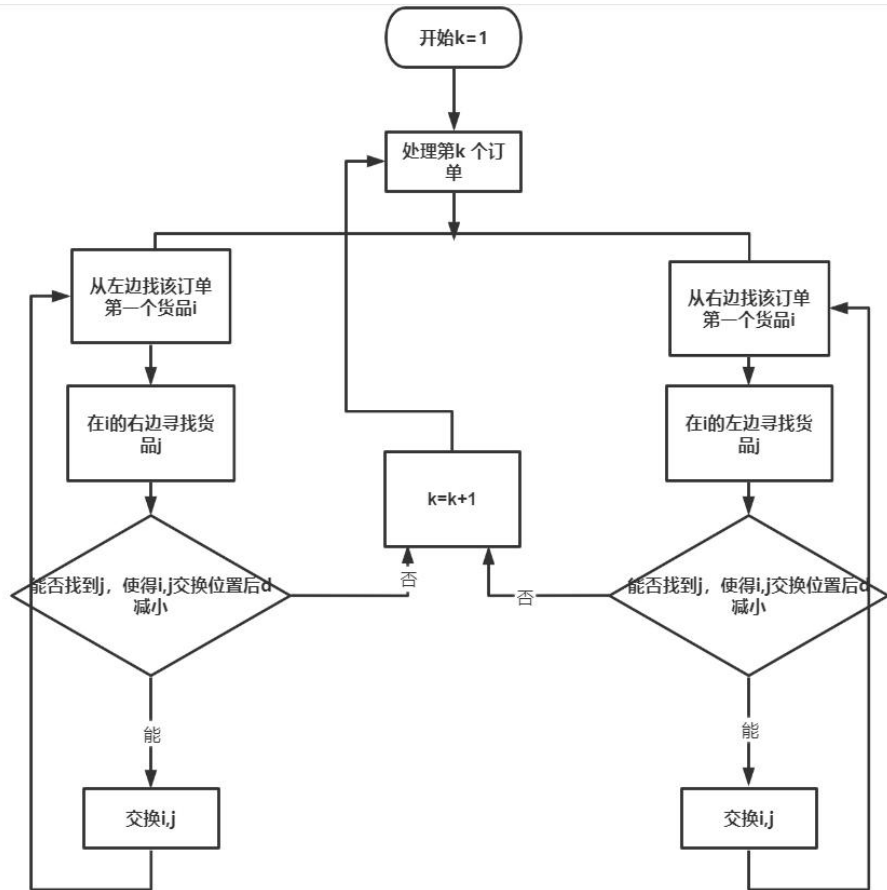 开始k=1
处理第k 个订
单
从左边找该订单
第一个货品i
从右边找该订单
第一个货品i
在i的右边寻找货
品j
在i的左边寻找货
品j
k=k+1
能否找到j，使得i,j交换位置后d
减小
否
否
能否找到j，使得i,j交换位置后d
减小
能
能
交换i,j
交换i,j